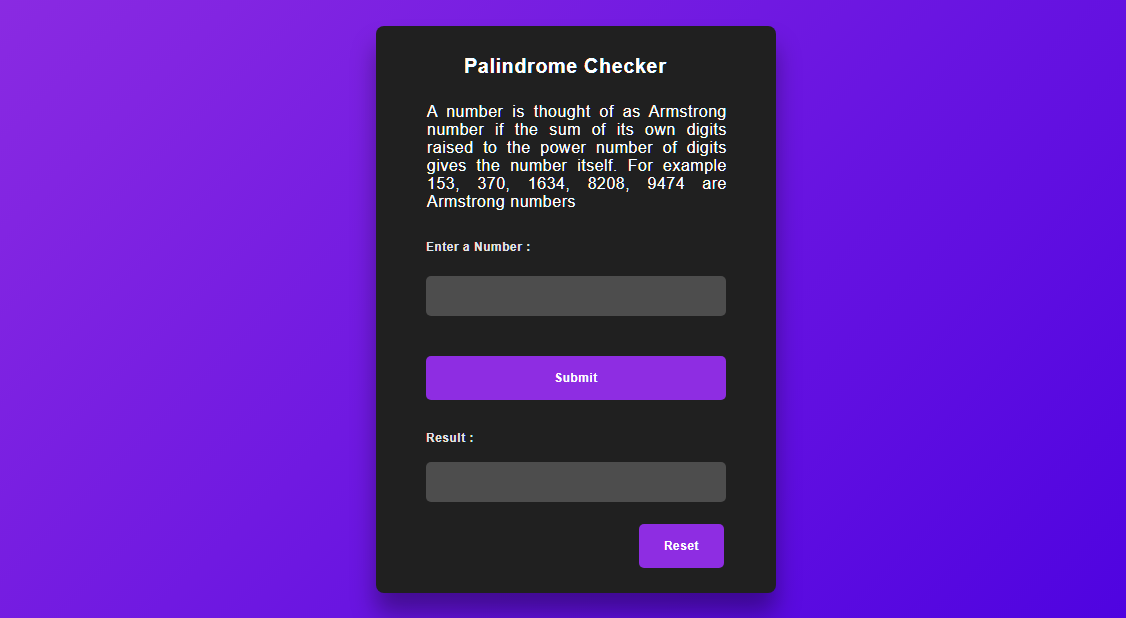 Palindrome Checker
A number is thought of as Armstrong
number if the sum of its own digits
raised to the power number of digits
gives the number itself. For example
153, 370, 1634, 8208, 9474 are
Armstrong numbers
Enter a Number :
Submit
Result :
Reset